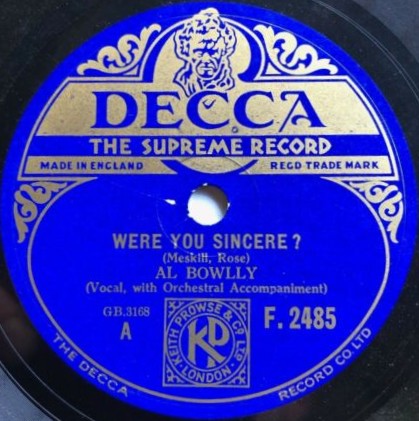 DECCA
THE SUPREME RECORD
MADE IN ENGLAND REGD TRADE MARK
WERE YOU SINCERE?
(Meskill, Rose)
AL BOWLLY
(Vocal, with Orchestral Accompaniment)
GB.3168
A
F. 2485
KEITH PROWSE & CO LTD
LONDON.
KP
THE DECCA RECORD CO LTD